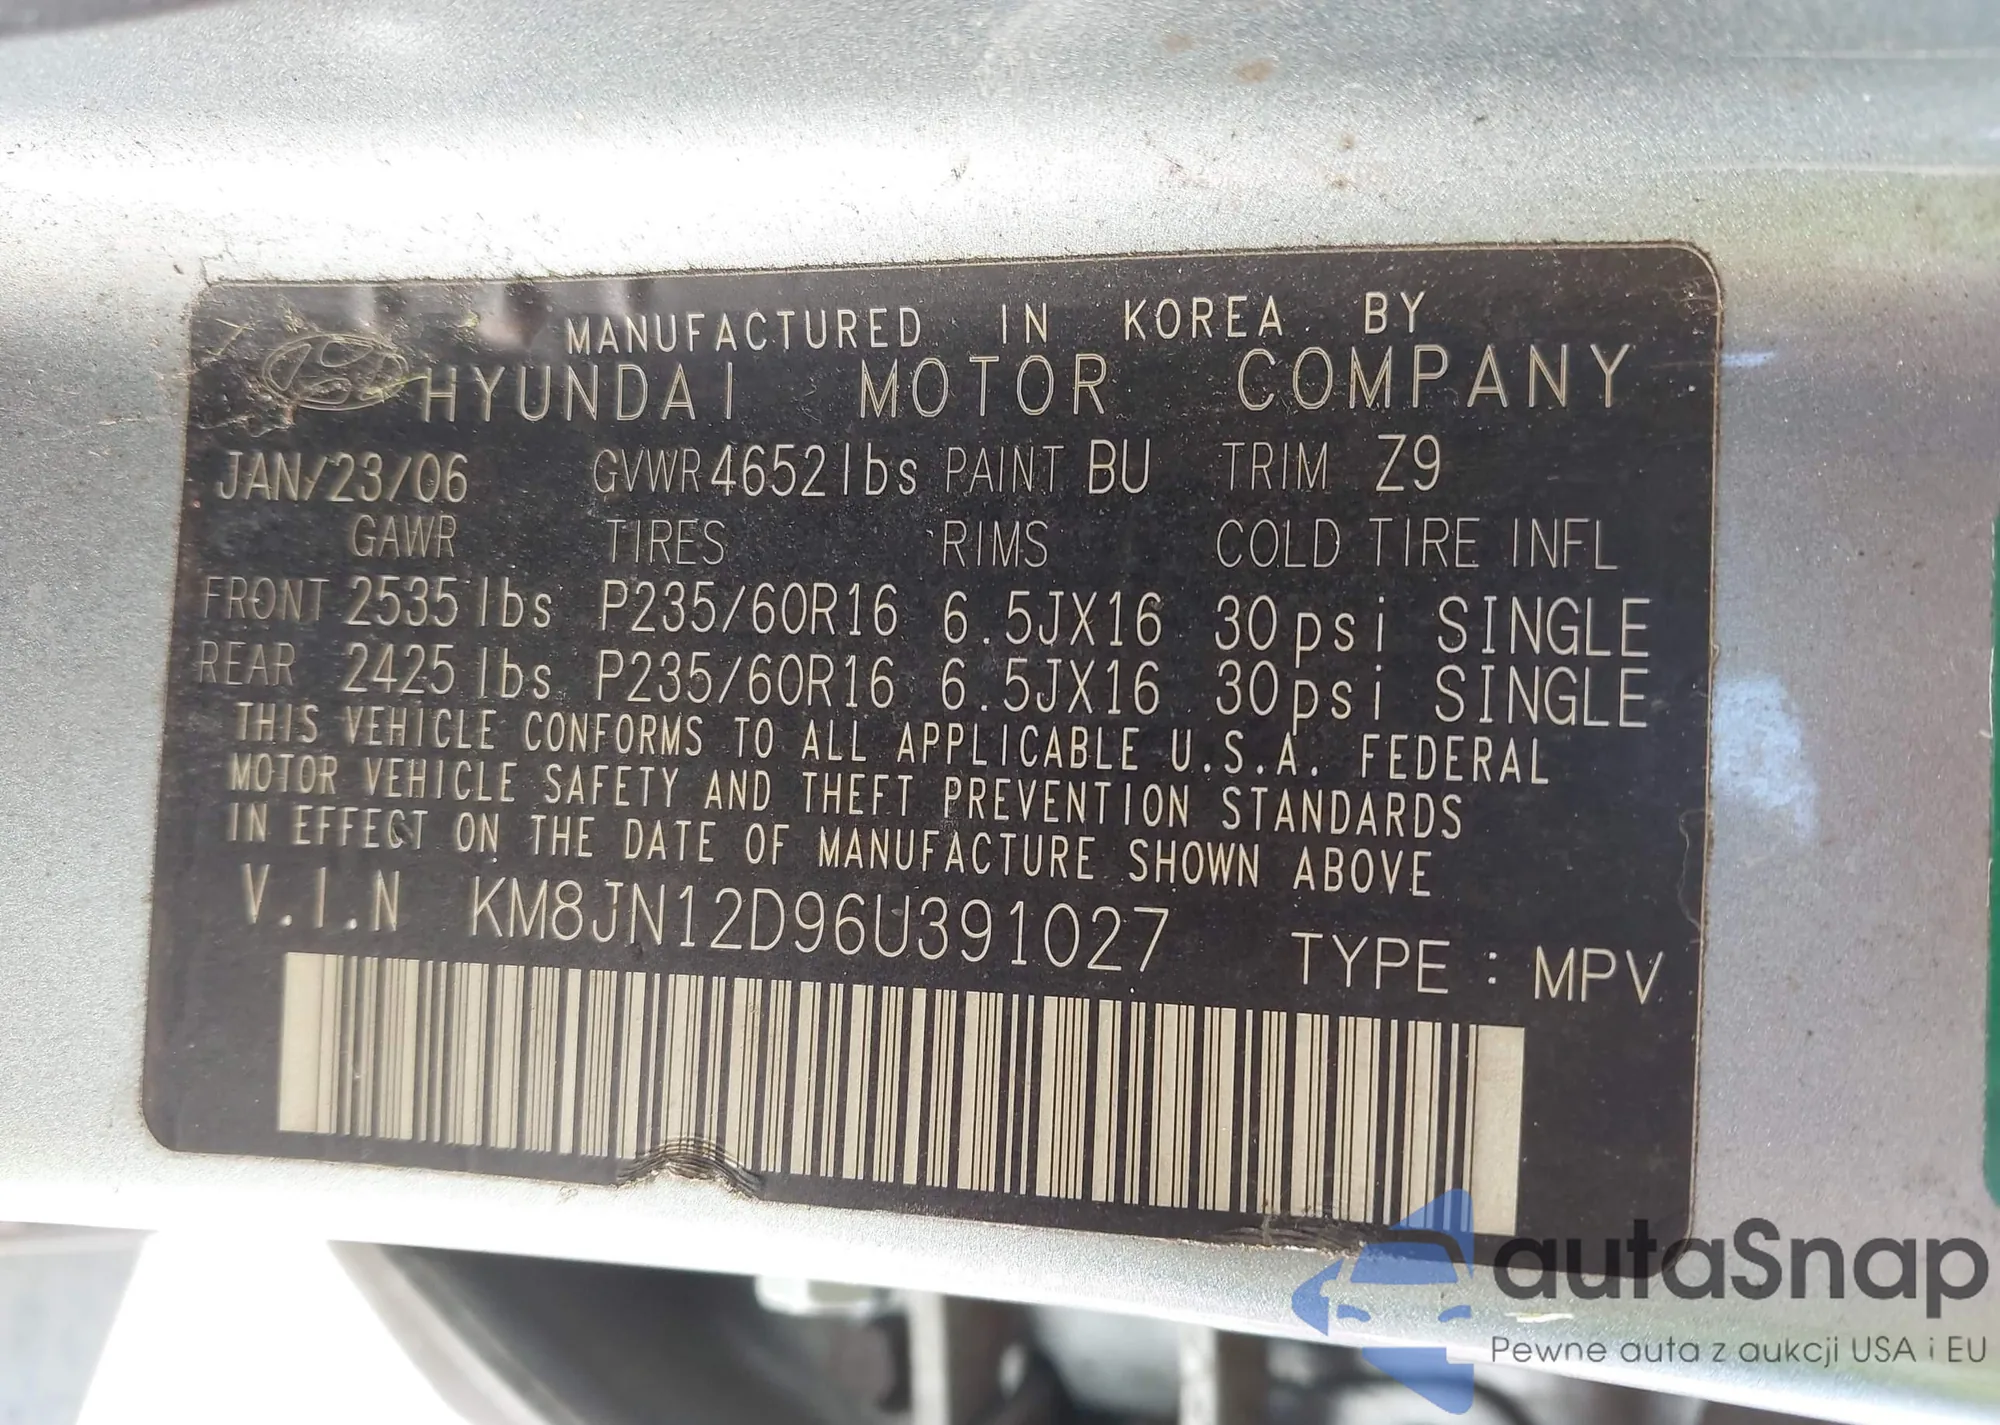 MANUFACTURED IN KOREA BY
HYUNDAI MOTOR COMPANY
JAN/23/06 GVWR 4652lbs PAINT BU TRIM Z9
GAWR TIRES RIMS COLD TIRE INFL
FRONT 2535 lbs P235/60R16 6.5JX16 30psi SINGLE
REAR 2425 lbs P235/60R16 6.5JX16 30psi SINGLE
THIS VEHICLE CONFORMS TO ALL APPLICABLE U.S.A. FEDERAL
MOTOR VEHICLE SAFETY AND THEFT PREVENTION STANDARDS
IN EFFECT ON THE DATE OF MANUFACTURE SHOWN ABOVE
V.I.N KM8JN12D96U391027 TYPE : MPV
autaSnap
Pewne auta z aukcji USA i EU